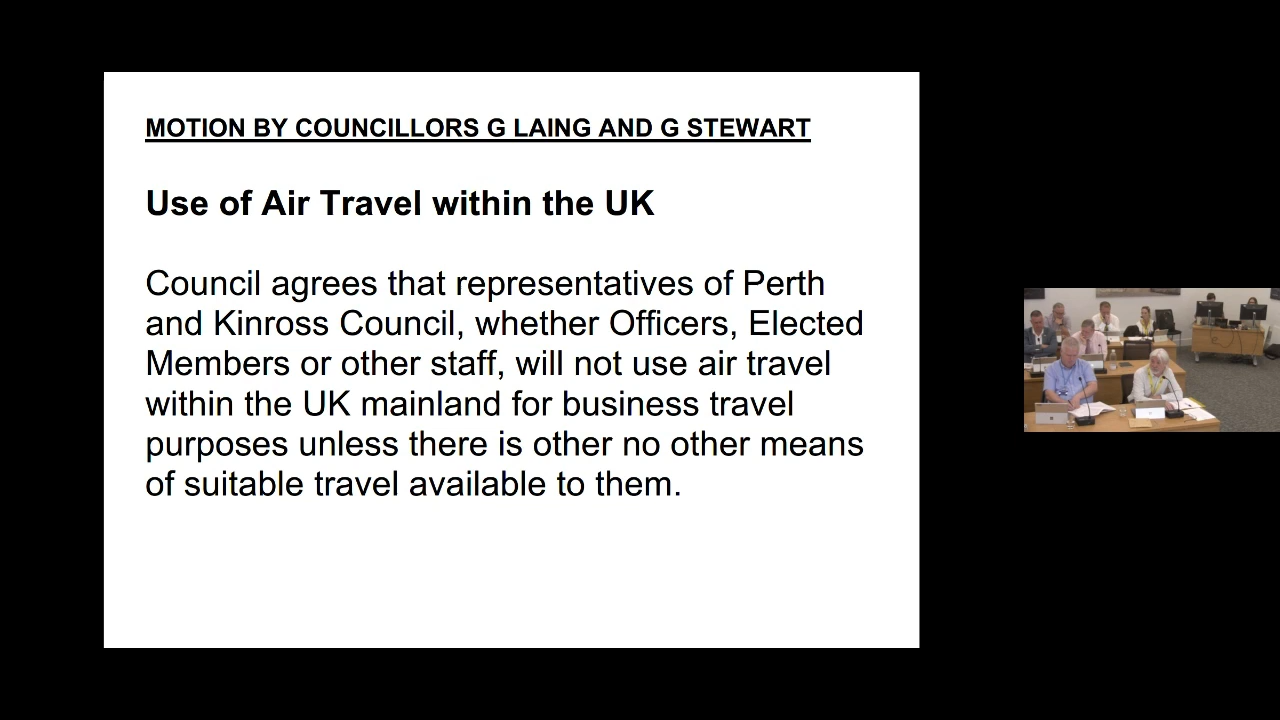 MOTION BY COUNCILLORS G LAING AND G STEWART
Use of Air Travel within the UK
Council agrees that representatives of Perth
and Kinross Council, whether Officers, Elected
Members or other staff, will not use air travel
within the UK mainland for business travel
purposes unless there is other no other means
of suitable travel available to them.